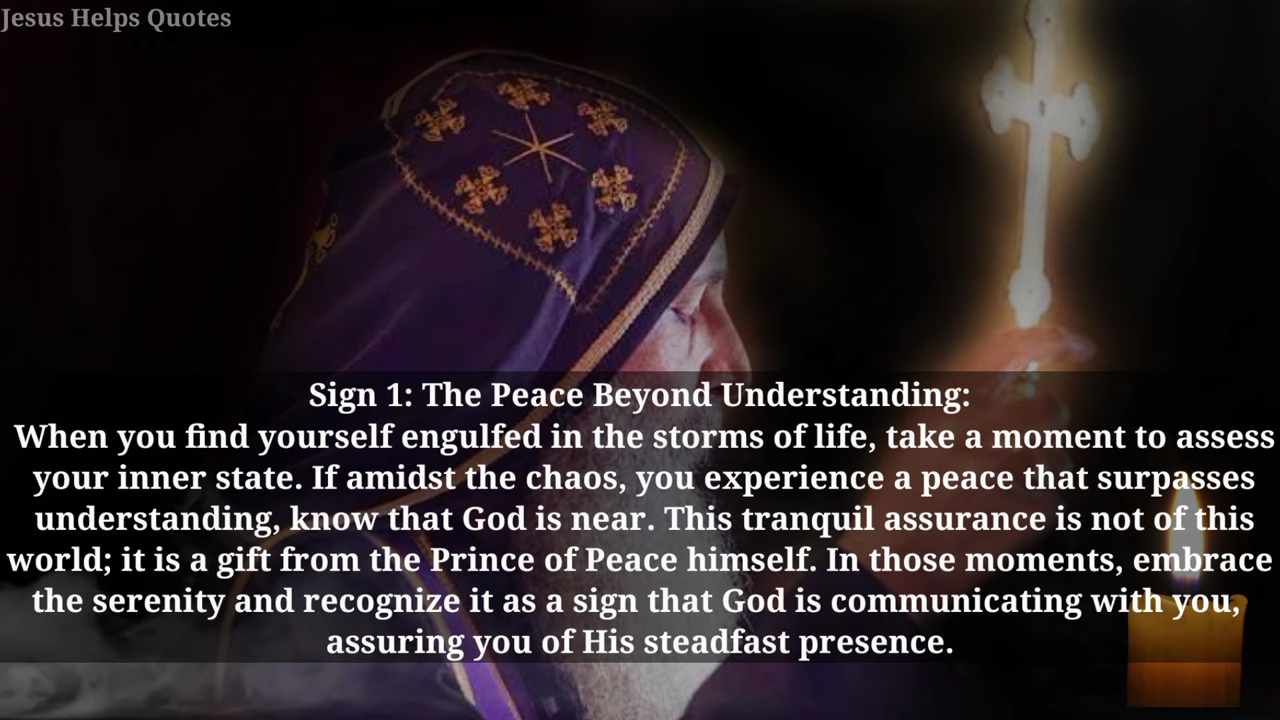 Jesus Helps Quotes
Sign 1: The Peace Beyond Understanding:
When you find yourself engulfed in the storms of life, take a moment to assess
your inner state. If amidst the chaos, you experience a peace that surpasses
understanding, know that God is near. This tranquil assurance is not of this
world; it is a gift from the Prince of Peace himself. In those moments, embrace
the serenity and recognize it as a sign that God is communicating with you,
assuring you of His steadfast presence.